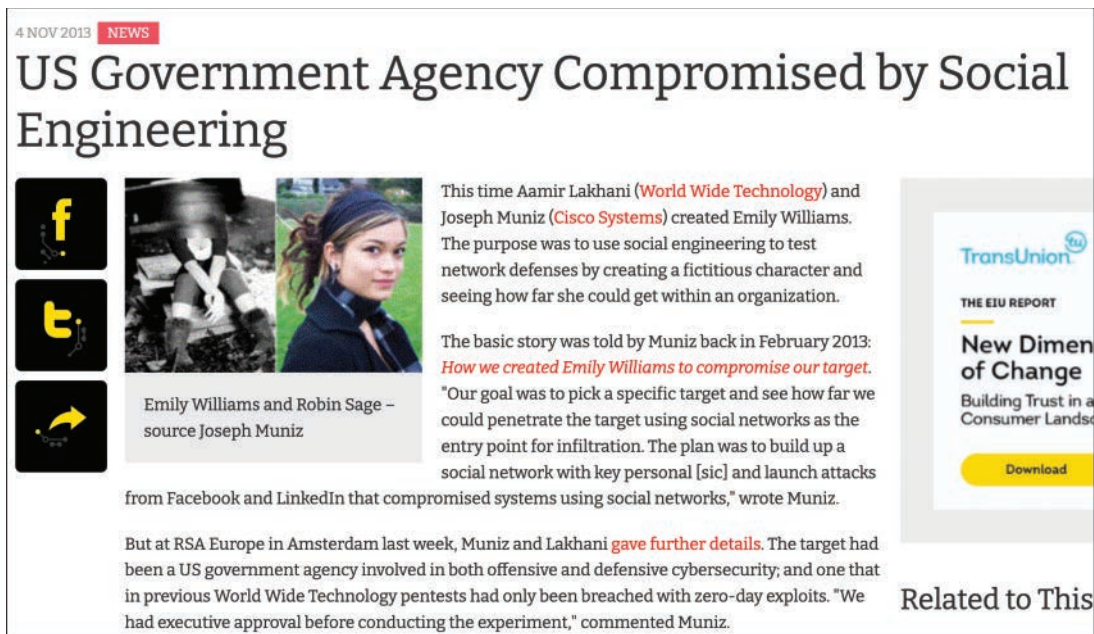 4 NOV 2013 NEWS
US Government Agency Compromised by Social
Engineering
This time Aamir Lakhani (World Wide Technology) and
Joseph Muniz (Cisco Systems) created Emily Williams.
The purpose was to use social engineering to test
network defenses by creating a fictitious character and
seeing how far she could get within an organization.
The basic story was told by Muniz back in February 2013:
How we created Emily Williams to compromise our target.
"Our goal was to pick a specific target and see how far we
could penetrate the target using social networks as the
entry point for infiltration. The plan was to build up a
social network with key personal [sic] and launch attacks
from Facebook and LinkedIn that compromised systems using social networks," wrote Muniz.
Emily Williams and Robin Sage –
source Joseph Muniz
But at RSA Europe in Amsterdam last week, Muniz and Lakhani gave further details. The target had
been a US government agency involved in both offensive and defensive cybersecurity; and one that
in previous World Wide Technology pentests had only been breached with zero-day exploits. "We
had executive approval before conducting the experiment," commented Muniz.
TransUnion tu
THE EIU REPORT
New Dimen
of Change
Building Trust in a
Consumer Landsc
Download
Related to This